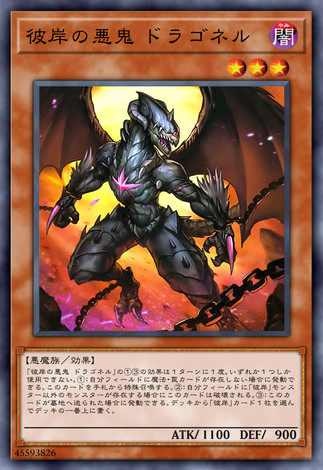 彼岸の悪鬼 ドラゴネル
闇
やみ
【悪魔族／効果】
「彼岸の悪鬼 ドラゴネル」の①③の効果は１ターンに１度、いずれか１つしか
使用できない。①：自分フィールドに魔法・罠カードが存在しない場合に発動で
きる。このカードを手札から特殊召喚する。②：自分フィールドに「彼岸」モンス
ター以外のモンスターが存在する場合にこのカードは破壊される。③：このカー
ドが墓地へ送られた場合に発動できる。デッキから「彼岸」カード１枚を選ん
でデッキの一番上に置く。
ATK/ 1100 DEF/ 900
45593826